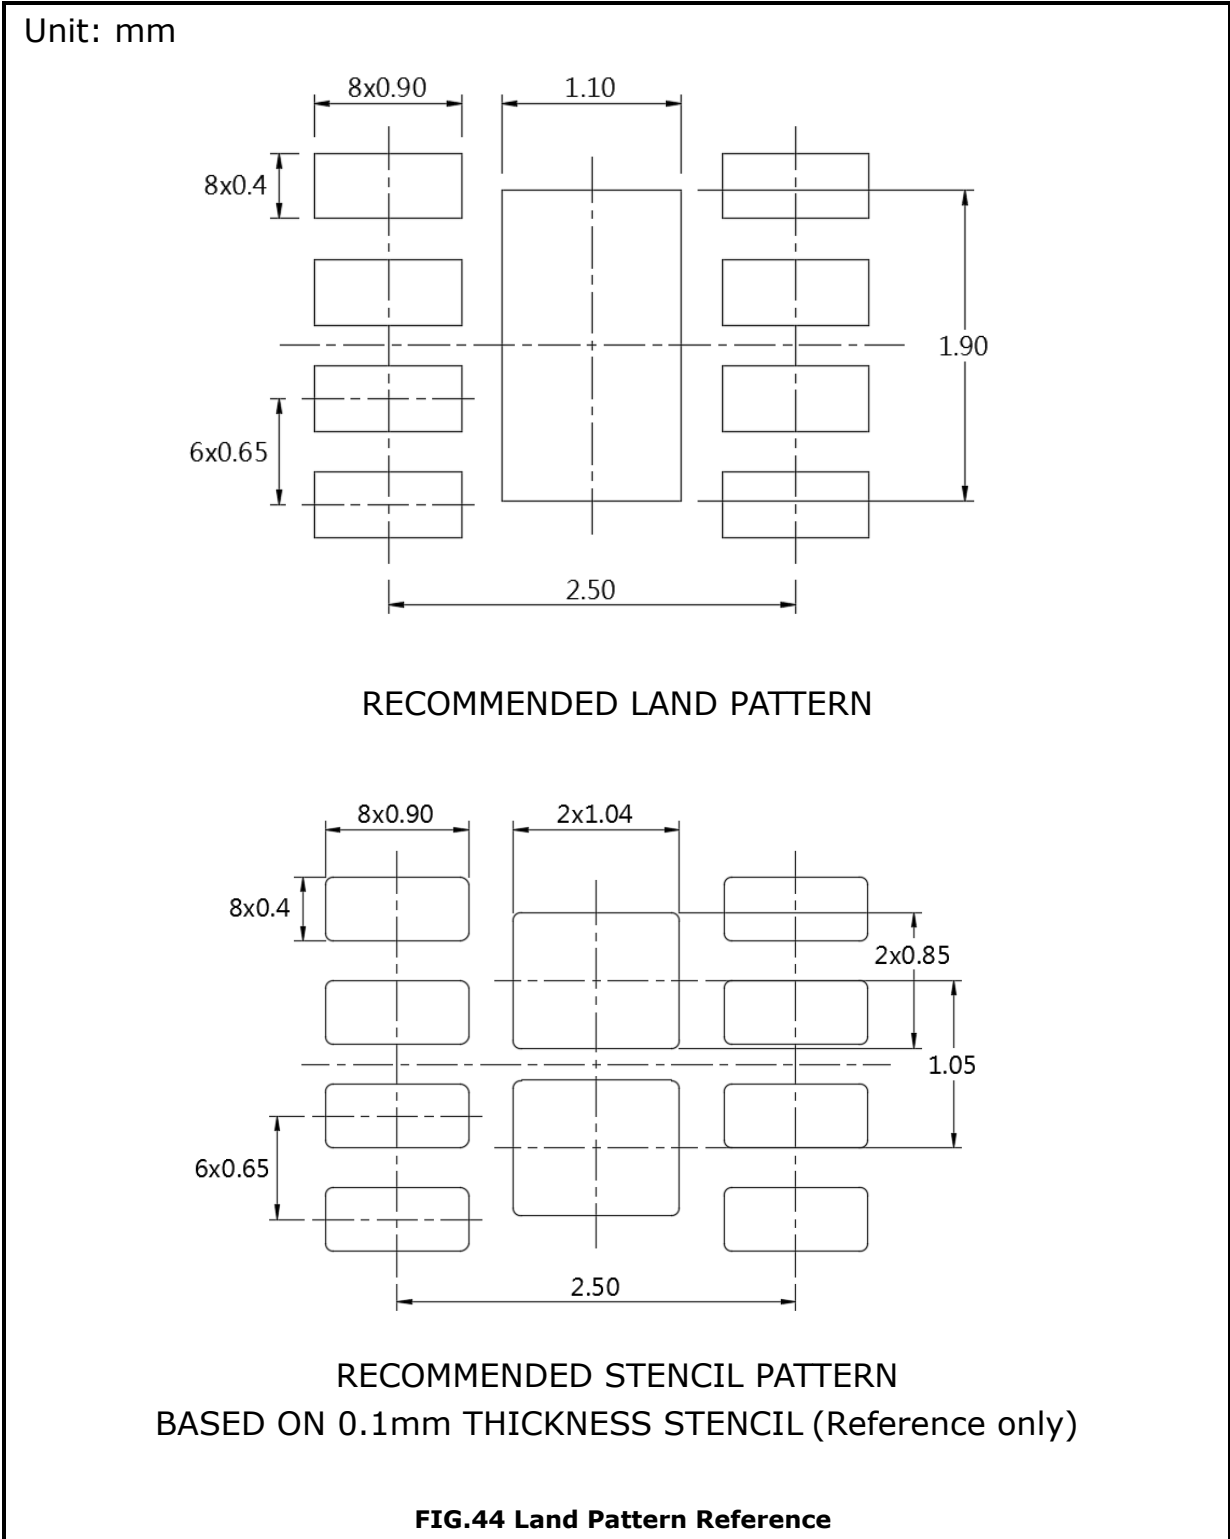 Unit: mm
8x0.90
1.10
8x0.4
1.90
6x0.65
2.50
RECOMMENDED LAND PATTERN
8x0.90
2x1.04
8x0.4
2x0.85
1.05
6x0.65
2.50
RECOMMENDED STENCIL PATTERN
BASED ON 0.1mm THICKNESS STENCIL (Reference only)
FIG.44 Land Pattern Reference